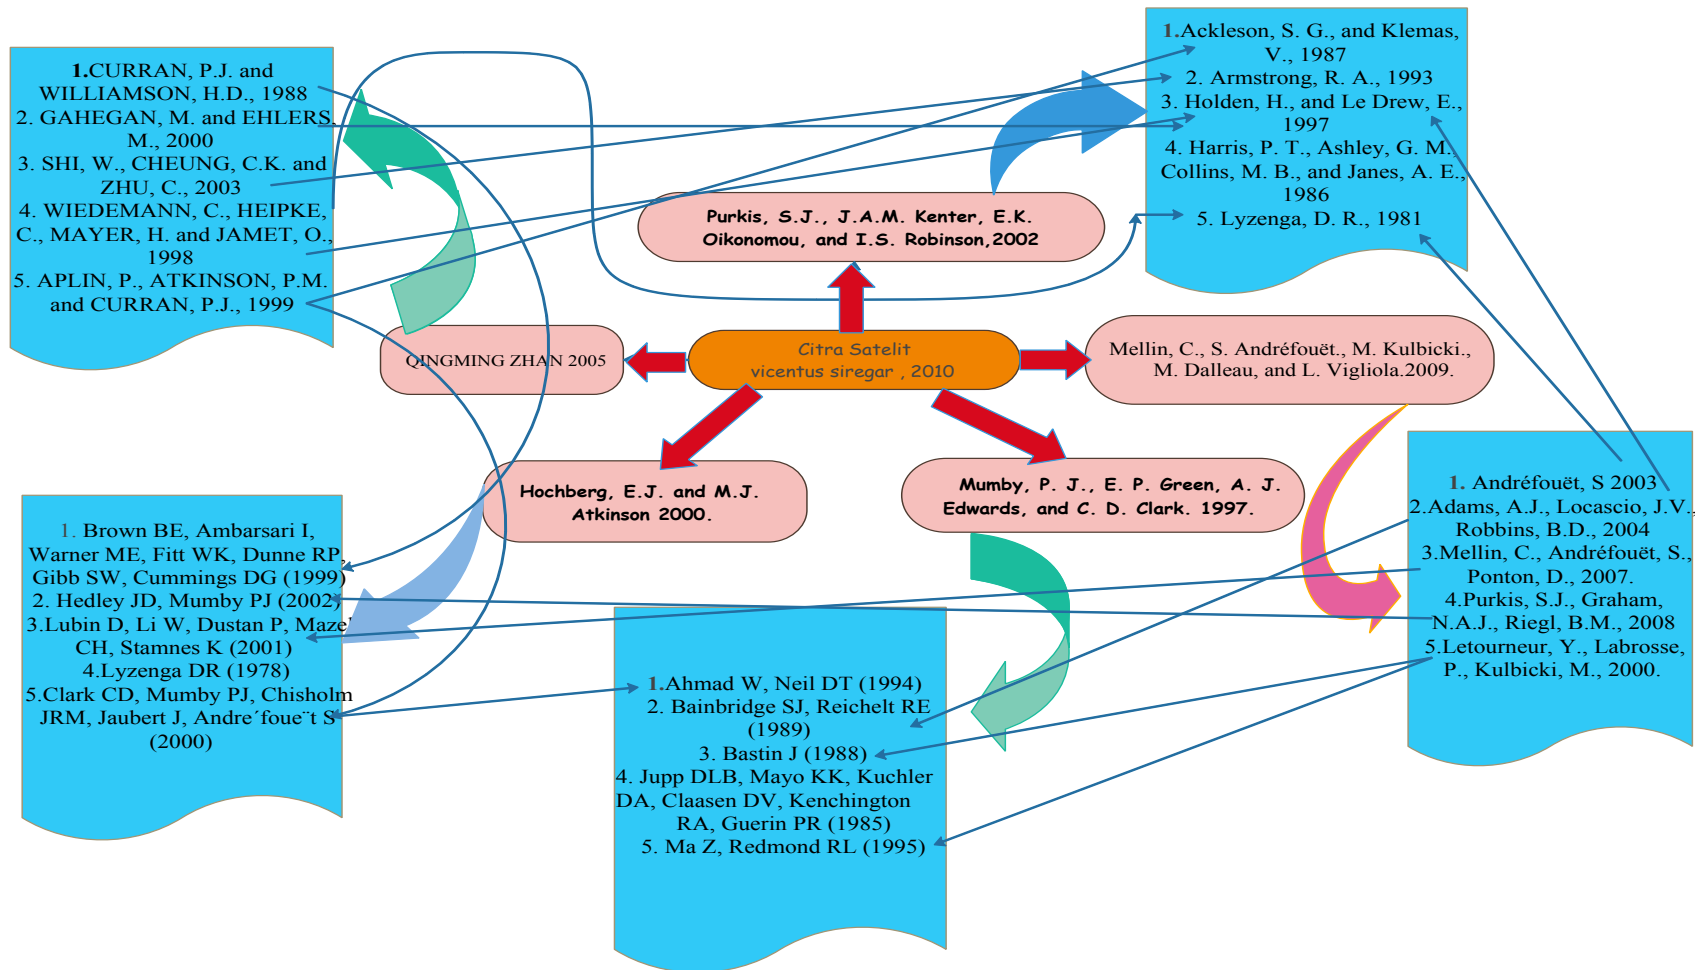 1.CURRAN, P.J. and
WILLIAMSON, H.D., 1988
2. GAHEGAN, M. and EHLERS,
M., 2000
3. SHI, W., CHEUNG, C.K. and
ZHU, C., 2003
4. WIEDEMANN, C., HEIPKE,
C., MAYER, H. and JAMET, O.,
1998
5. APLIN, P., ATKINSON, P.M.
and CURRAN, P.J., 1999
1.Ackleson, S. G., and Klemas,
V., 1987
2. Armstrong, R. A., 1993
3. Holden, H., and Le Drew, E.,
1997
4. Harris, P. T., Ashley, G. M.,
Collins, M. B., and Janes, A. E.,
1986
5. Lyzenga, D. R., 1981
Purkis, S.J., J.A.M. Kenter, E.K.
Oikonomou, and I.S. Robinson,2002
QINGMING ZHAN 2005
Citra Satelit
vicentus siregar , 2010
Mellin, C., S. Andréfouët., M. Kulbicki.,
M. Dalleau, and L. Vigliola.2009.
Hochberg, E.J. and M.J.
Atkinson 2000.
Mumby, P. J., E. P. Green, A. J.
Edwards, and C. D. Clark. 1997.
1. Brown BE, Ambarsari I,
Warner ME, Fitt WK, Dunne RP,
Gibb SW, Cummings DG (1999)
2. Hedley JD, Mumby PJ (2002)
3.Lubin D, Li W, Dustan P, Mazel
CH, Stamnes K (2001)
4.Lyzenga DR (1978)
5.Clark CD, Mumby PJ, Chisholm
JRM, Jaubert J, Andre´foue¨t S
(2000)
1.Ahmad W, Neil DT (1994)
2. Bainbridge SJ, Reichelt RE
(1989)
3. Bastin J (1988)
4. Jupp DLB, Mayo KK, Kuchler
DA, Claasen DV, Kenchington
RA, Guerin PR (1985)
5. Ma Z, Redmond RL (1995)
1. Andréfouët, S 2003
2.Adams, A.J., Locascio, J.V.,
Robbins, B.D., 2004
3.Mellin, C., Andréfouët, S.,
Ponton, D., 2007.
4.Purkis, S.J., Graham,
N.A.J., Riegl, B.M., 2008
5.Letourneur, Y., Labrosse,
P., Kulbicki, M., 2000.